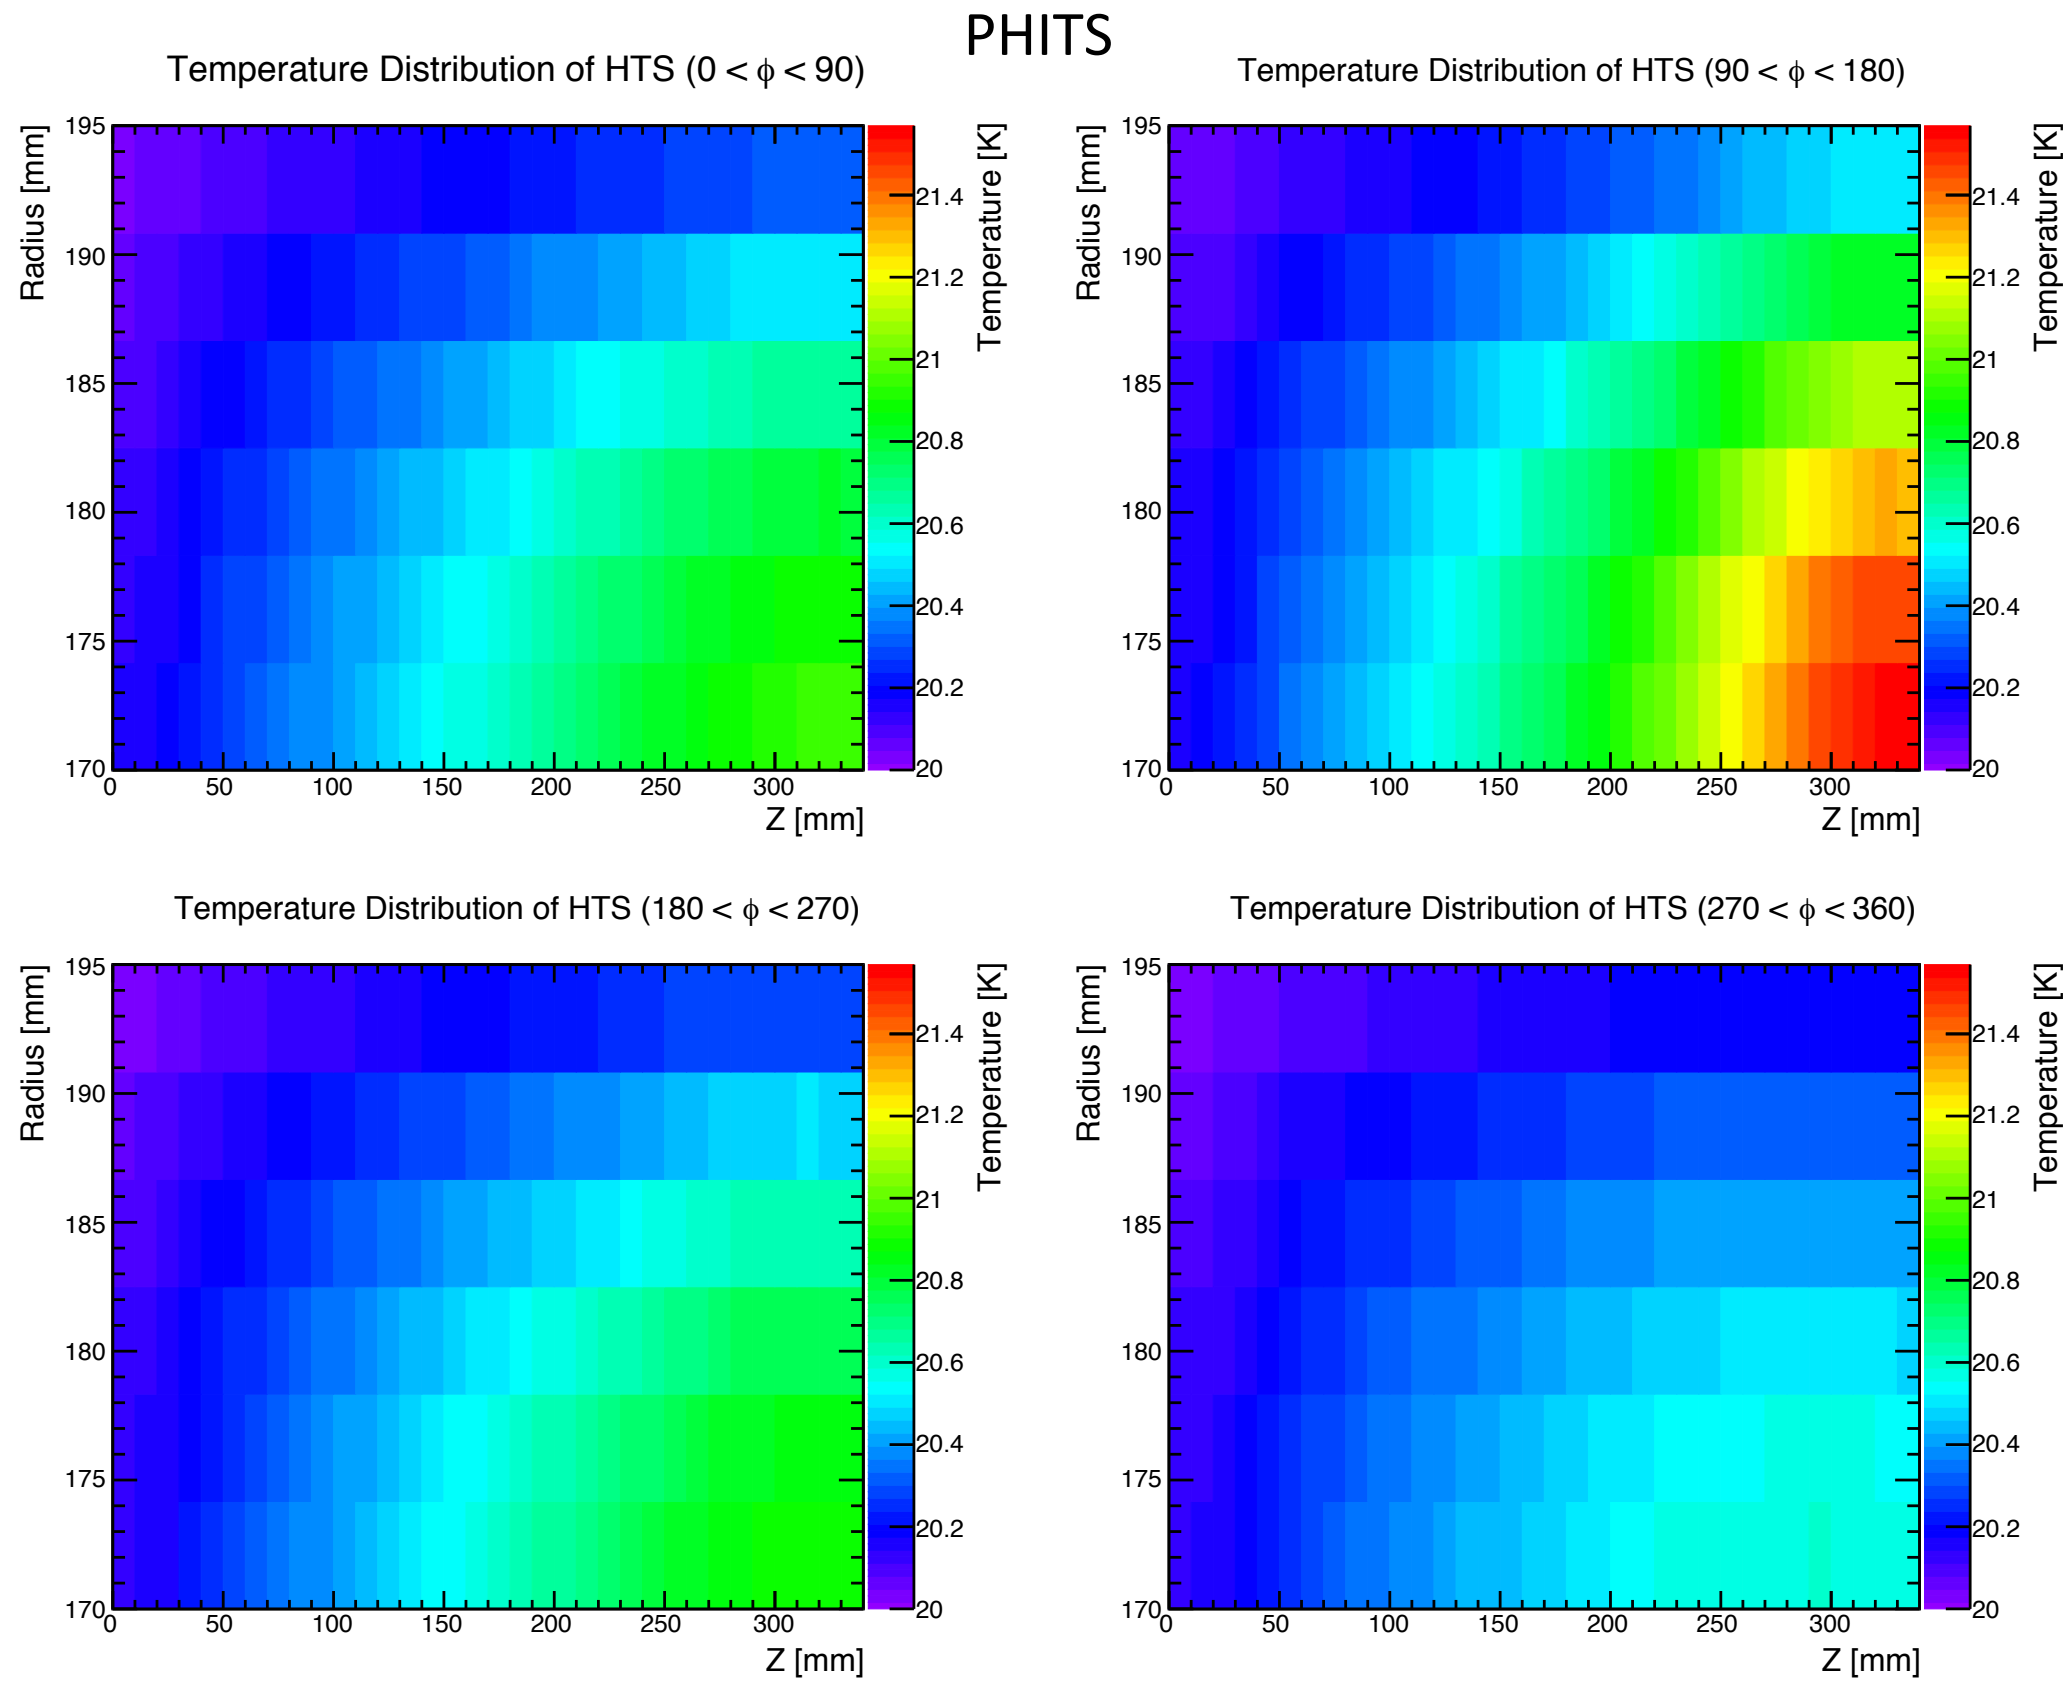 PHITS
Temperature Distribution of HTS (0 < ϕ < 90)
Radius [mm]
195
190
185
180
175
170
0 50 100 150 200 250 300
Z [mm]
21.4
21.2
21
20.8
20.6
20.4
20.2
20
Temperature [K]
Temperature Distribution of HTS (90 < ϕ < 180)
Radius [mm]
195
190
185
180
175
170
0 50 100 150 200 250 300
Z [mm]
21.4
21.2
21
20.8
20.6
20.4
20.2
20
Temperature [K]
Temperature Distribution of HTS (180 < ϕ < 270)
Radius [mm]
195
190
185
180
175
170
0 50 100 150 200 250 300
Z [mm]
21.4
21.2
21
20.8
20.6
20.4
20.2
20
Temperature [K]
Temperature Distribution of HTS (270 < ϕ < 360)
Radius [mm]
195
190
185
180
175
170
0 50 100 150 200 250 300
Z [mm]
21.4
21.2
21
20.8
20.6
20.4
20.2
20
Temperature [K]